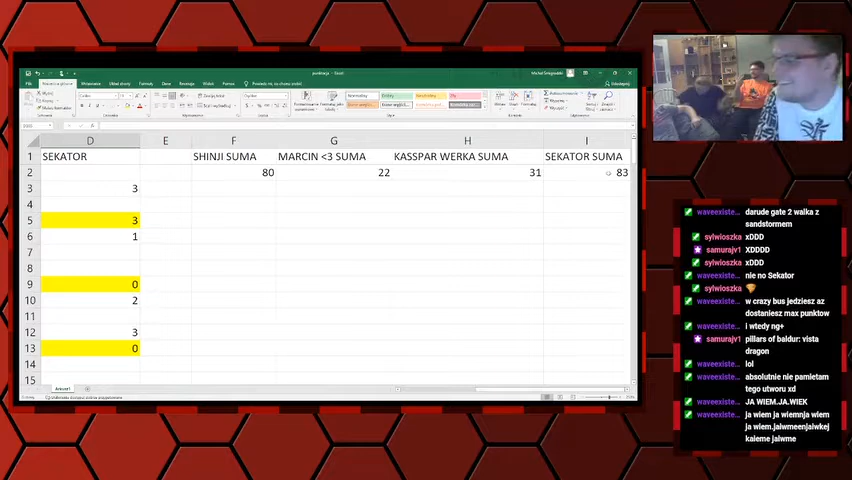 punktacja - Excel
D E F G H I
1 SEKATOR SHINJI SUMA MARCIN <3 SUMA KASSPAR WERKA SUMA SEKATOR SUMA
2 80 22 31 83
3 3
4
5 3
6 1
7
8
9 0
10 2
11
12 3
13 0
14
15
Arkusz1
waveexiste... darude gate 2 walka z
sandstormem
sylwioszka xDDD
samurajv1 XDDDD
sylwioszka xDDD
waveexiste... nie no Sekator
sylwioszka
waveexiste... w crazy bus jedziesz az
dostaniesz max punktow
waveexiste... i wtedy ng+
samurajv1 pillars of baldur: vista
dragon
waveexiste... lol
waveexiste... absolutnie nie pamietam
tego utworu xd
waveexiste... JA WIEM.JA.WIEK
waveexiste... ja wiem ja wiemnja wiem
ja wiem.jaiwmeenjaiwkej
kaleme jaiwme